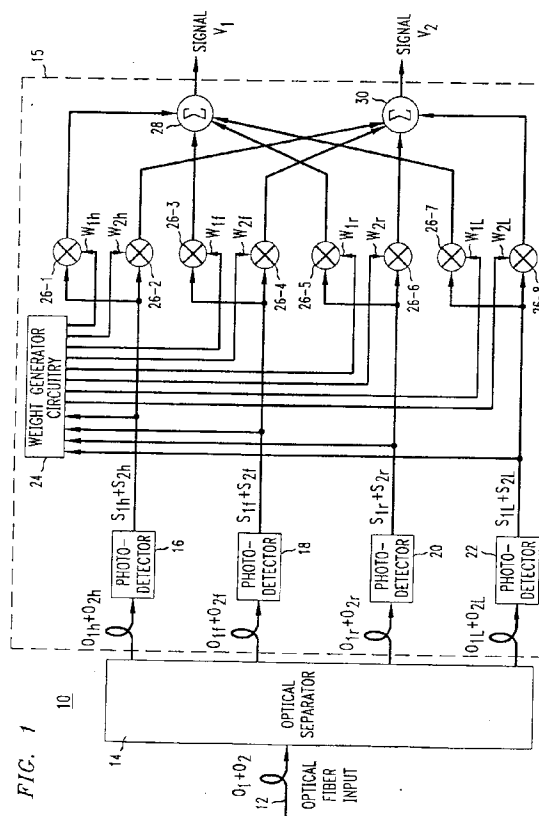 FIG. 1
10
15
WEIGHT GENERATOR
CIRCUITRY
24
W1h
W2h
W1f
W2f
W1r
W2r
W1L
W2L
26-1
26-2
26-3
26-4
26-5
26-6
26-7
26-8
Σ
28
SIGNAL
V1
Σ
30
SIGNAL
V2
S1h+S2h
PHOTO-
DETECTOR
16
O1h+O2h
S1f+S2f
PHOTO-
DETECTOR
18
O1f+O2f
S1r+S2r
PHOTO-
DETECTOR
20
O1r+O2r
S1L+S2L
PHOTO-
DETECTOR
22
O1L+O2L
OPTICAL
SEPARATOR
14
O1+O2
12
OPTICAL
FIBER
INPUT